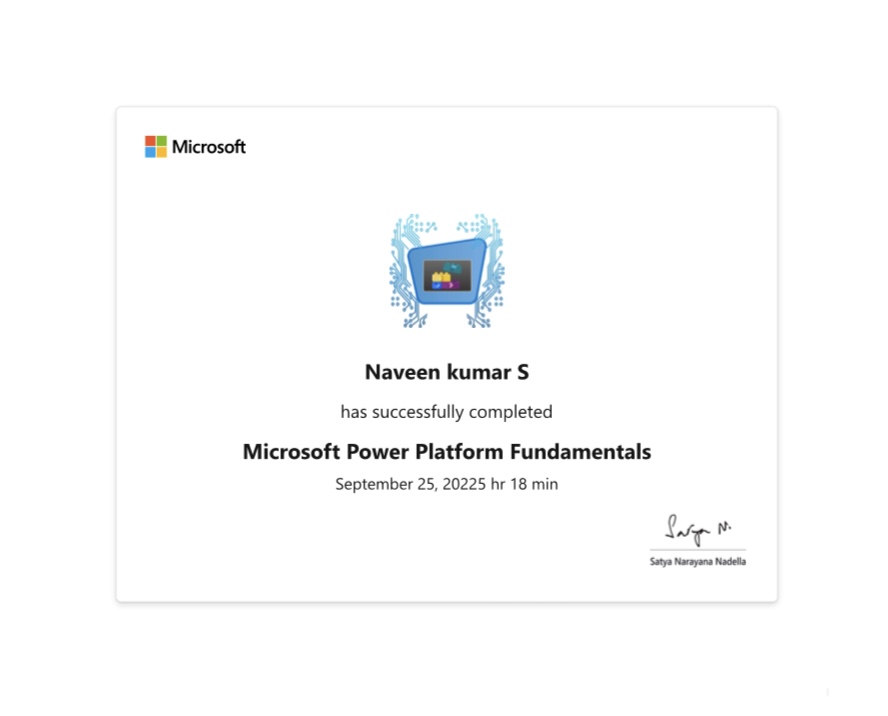 Microsoft
Naveen kumar S
has successfully completed
Microsoft Power Platform Fundamentals
September 25, 20225 hr 18 min
Satya N.
Satya Narayana Nadella